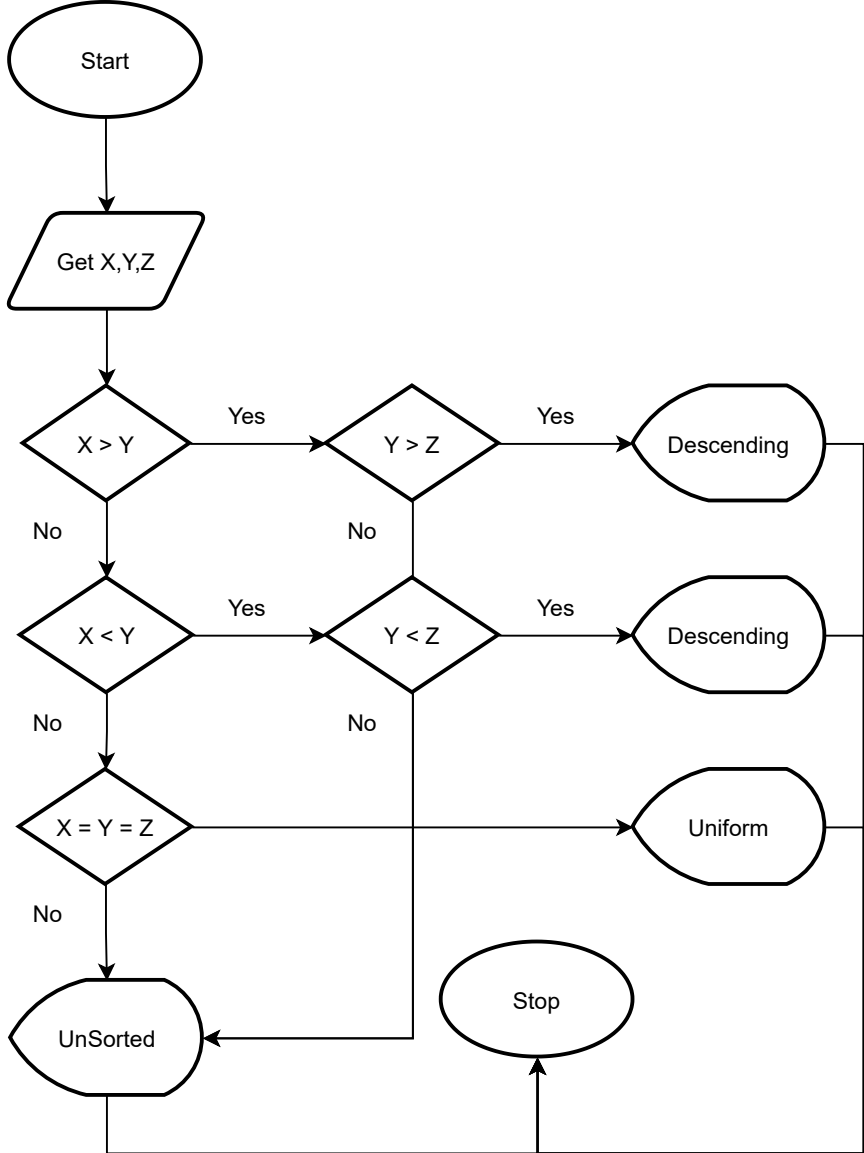 Start
Get X,Y,Z
X > Y
Yes
Y > Z
Yes
Descending
No
No
X < Y
Yes
Y < Z
Yes
Descending
No
No
X = Y = Z
Uniform
No
UnSorted
Stop